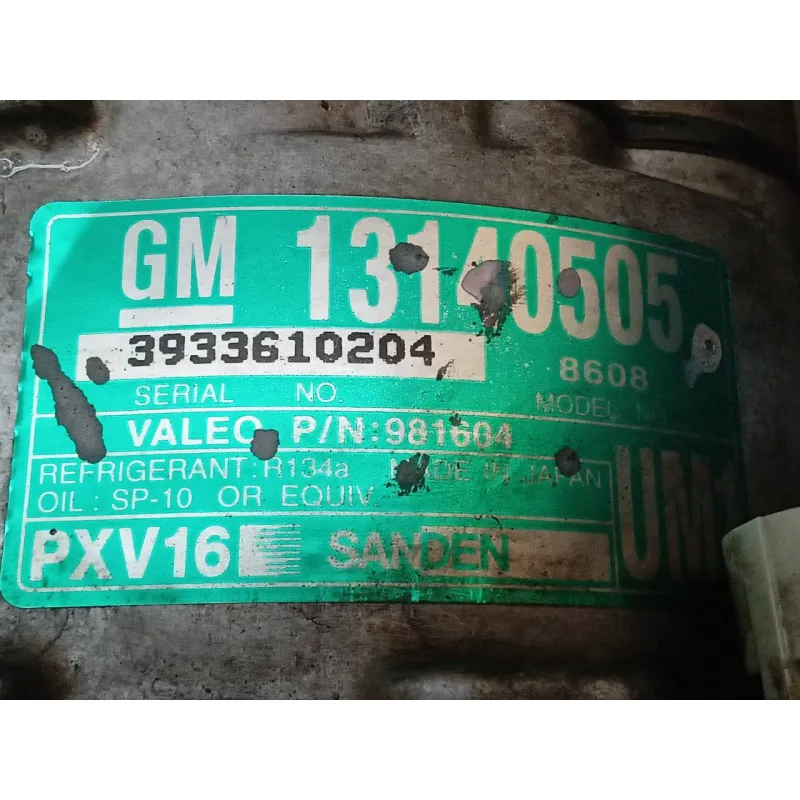 GM 13140505
3933610204 8608
SERIAL NO. MODEL NO.
VALEO P/N:981604
REFRIGERANT: R134a MADE IN JAPAN
OIL : SP-10 OR EQUIV.
PXV16 SANDEN UM1